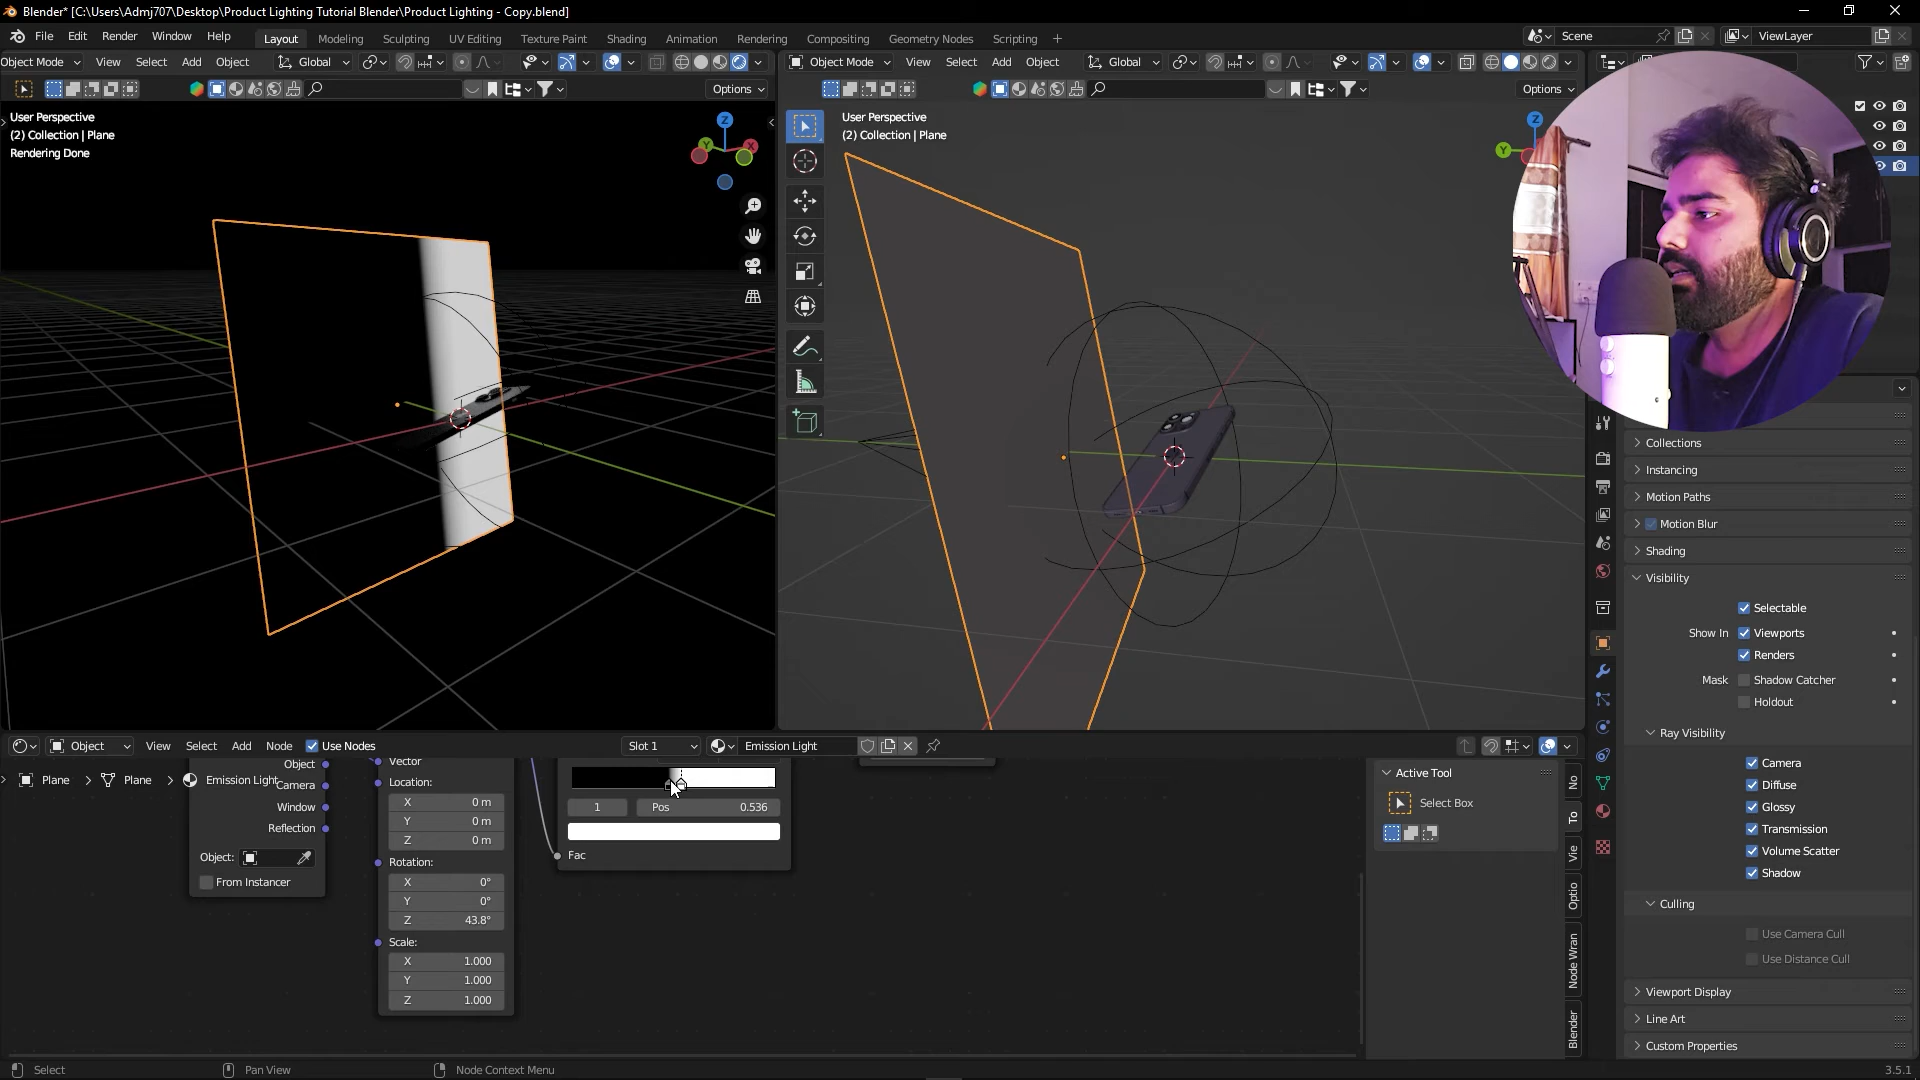 Blender* [C:\Users\Admj707\Desktop\Product Lighting Tutorial Blender\Product Lighting - Copy.blend]
File Edit Render Window Help
Layout Modeling Sculpting UV Editing Texture Paint Shading Animation Rendering Compositing Geometry Nodes Scripting
Scene
ViewLayer
Object Mode View Select Add Object Global
Object Mode View Select Add Object Global
Options
Options
User Perspective
(2) Collection | Plane
Rendering Done
Z
Y
X
User Perspective
(2) Collection | Plane
Z
Y
Collections
Instancing
Motion Paths
Motion Blur
Shading
Visibility
Selectable
Show In Viewports
Renders
Mask Shadow Catcher
Holdout
Ray Visibility
Camera
Diffuse
Glossy
Transmission
Volume Scatter
Shadow
Culling
Use Camera Cull
Use Distance Cull
Viewport Display
Line Art
Custom Properties
Object View Select Add Node Use Nodes
Slot 1
Emission Light
Plane Plane Emission Light
Object
Camera
Window
Reflection
Object:
From Instancer
Vector
Location:
X 0 m
Y 0 m
Z 0 m
Rotation:
X 0°
Y 0°
Z 43.8°
Scale:
X 1.000
Y 1.000
Z 1.000
1
Pos 0.536
Fac
Active Tool
Select Box
No
To
Vie
Optio
Node Wran
Blender
Select
Pan View
Node Context Menu
3.5.1